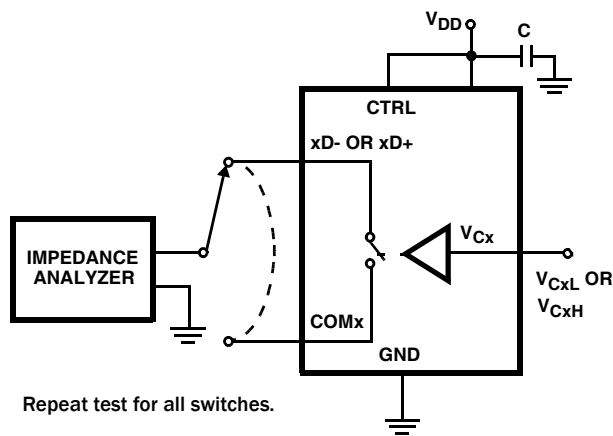 VDD
C
CTRL
xD- OR xD+
IMPEDANCE
ANALYZER
VCx
VCxL OR
VCxH
COMx
GND
Repeat test for all switches.